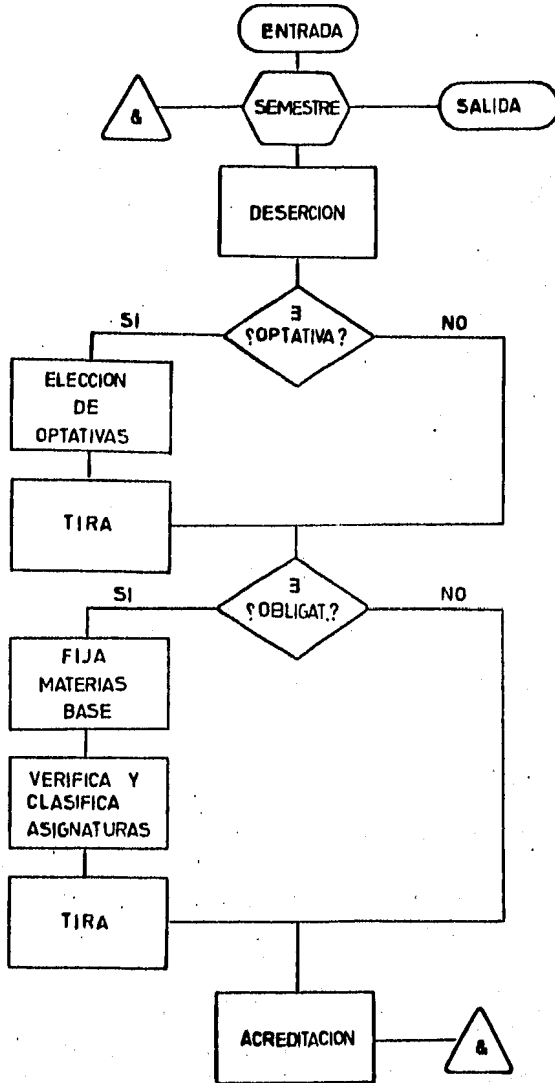 ENTRADA
&
SEMESTRE
SALIDA
DESERCION
∃
¿OPTATIVA?
SI
NO
ELECCION
DE
OPTATIVAS
TIRA
∃
¿OBLIGAT.?
SI
NO
FIJA
MATERIAS
BASE
VERIFICA Y
CLASIFICA
ASIGNATURAS
TIRA
ACREDITACION
&